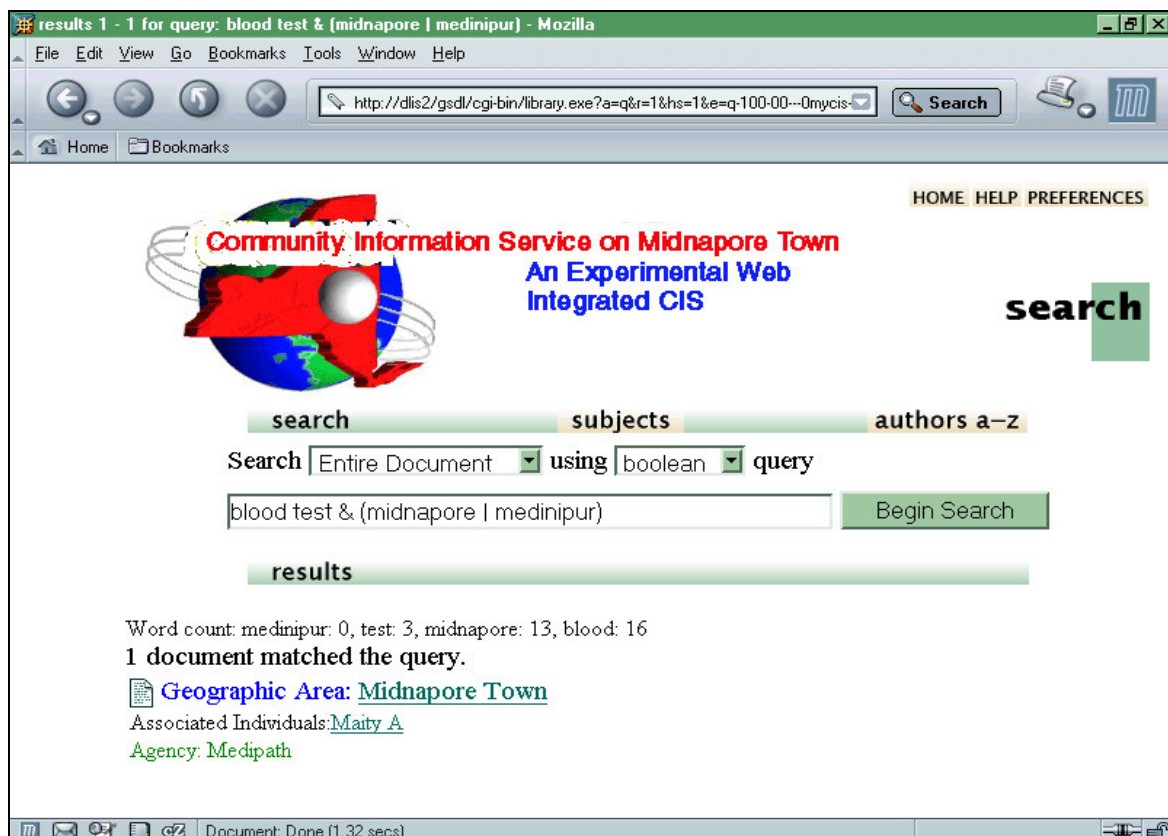 results 1 - 1 for query: blood test & (midnapore | medinipur) - Mozilla
File Edit View Go Bookmarks Tools Window Help
http://dlis2/gsdl/cgi-bin/library.exe?a=q&r=1&hs=1&e=q-100-00---0mycis- Search
Home Bookmarks
HOME HELP PREFERENCES
Community Information Service on Midnapore Town
An Experimental Web
Integrated CIS
search
search subjects authors a–z
Search Entire Document using boolean query
blood test & (midnapore | medinipur) Begin Search
results
Word count: medinipur: 0, test: 3, midnapore: 13, blood: 16
1 document matched the query.
Geographic Area: Midnapore Town
Associated Individuals:Maity A
Agency: Medipath
Document: Done (1.32 secs)